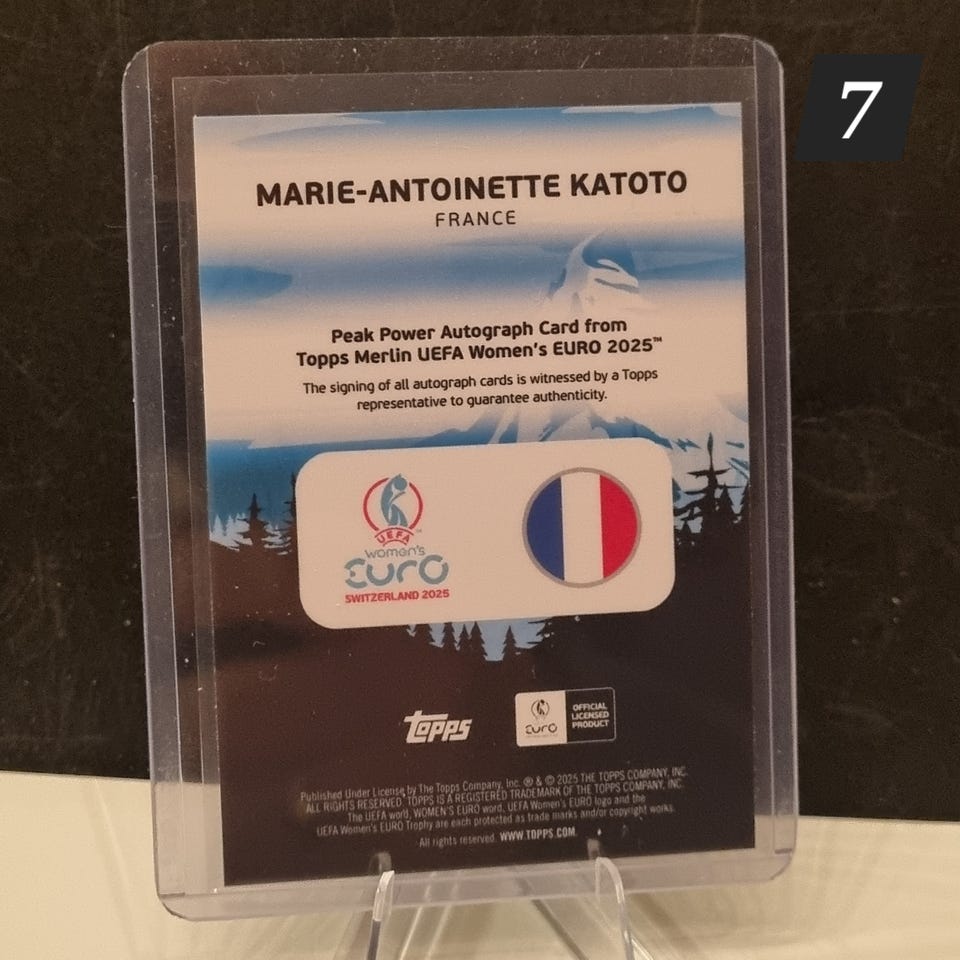 7
MARIE-ANTOINETTE KATOTO
FRANCE
Peak Power Autograph Card from
Topps Merlin UEFA Women's EURO 2025™
The signing of all autograph cards is witnessed by a Topps
representative to guarantee authenticity.
UEFA
women's
EURO
SWITZERLAND 2025
topps
EURO
OFFICIAL
LICENSED
PRODUCT
Published Under License by The Topps Company, Inc. ® & © 2025 THE TOPPS COMPANY, INC.
ALL RIGHTS RESERVED. TOPPS IS A REGISTERED TRADEMARK OF THE TOPPS COMPANY, INC.
The UEFA word, WOMEN'S EURO word, UEFA Women's EURO logo and the
UEFA Women's EURO Trophy are each protected as trade marks and/or copyright works.
All rights reserved. WWW.TOPPS.COM